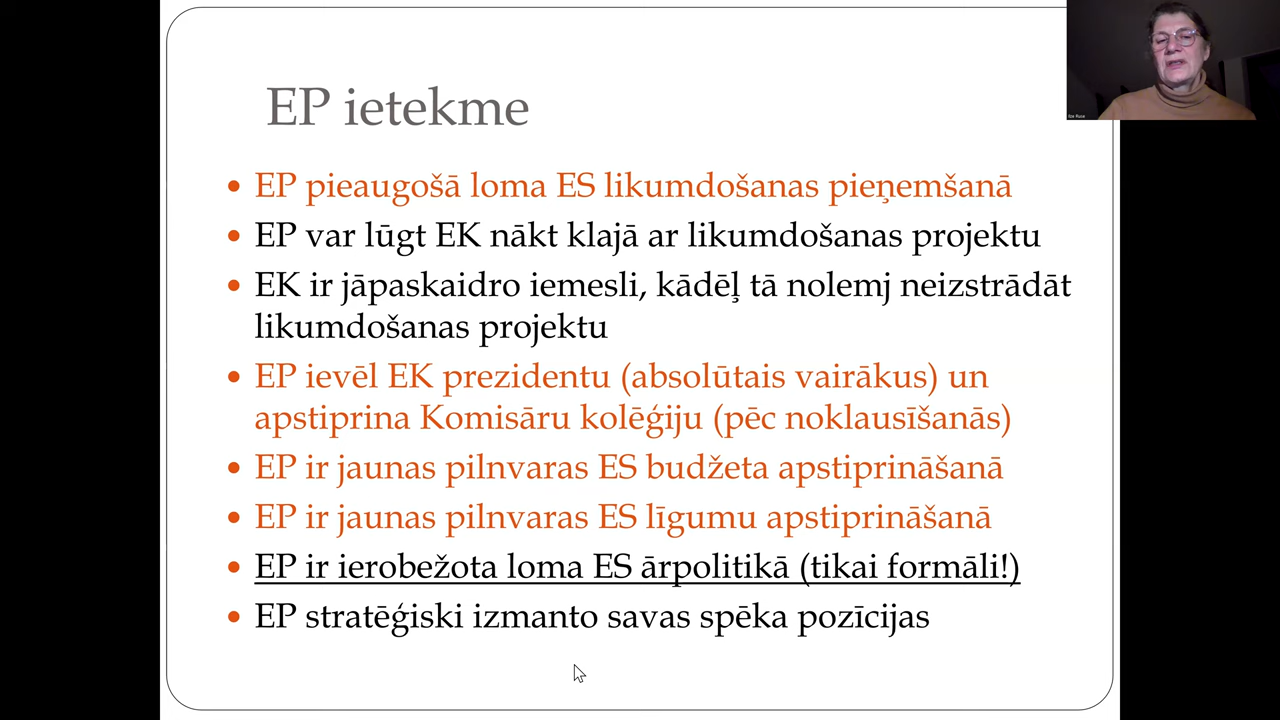 EP ietekme
EP pieaugošā loma ES likumdošanas pieņemšanā
EP var lūgt EK nākt klajā ar likumdošanas projektu
EK ir jāpaskaidro iemesli, kādēļ tā nolemj neizstrādāt
likumdošanas projektu
EP ievēl EK prezidentu (absolūtais vairākus) un
apstiprina Komisāru kolēģiju (pēc noklausīšanās)
EP ir jaunas pilnvaras ES budžeta apstiprināšanā
EP ir jaunas pilnvaras ES līgumu apstiprināšanā
EP ir ierobežota loma ES ārpolitikā (tikai formāli!)
EP stratēģiski izmanto savas spēka pozīcijas